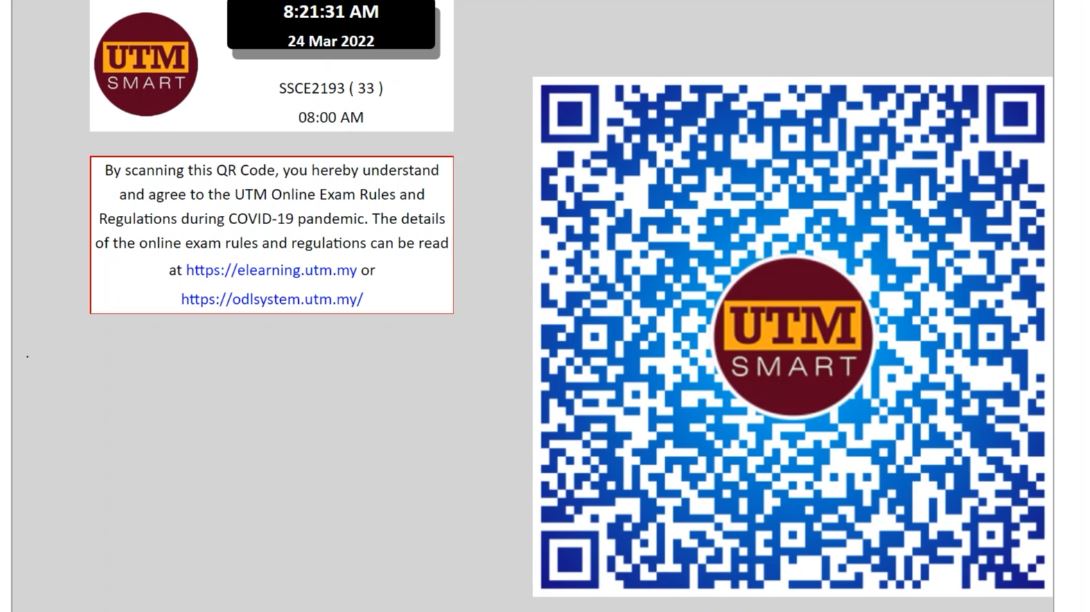 8:21:31 AM
24 Mar 2022
UTM
SMART
SSCE2193 ( 33 )
08:00 AM
By scanning this QR Code, you hereby understand
and agree to the UTM Online Exam Rules and
Regulations during COVID-19 pandemic. The details
of the online exam rules and regulations can be read
at https://elearning.utm.my or
https://odlsystem.utm.my/
UTM
SMART